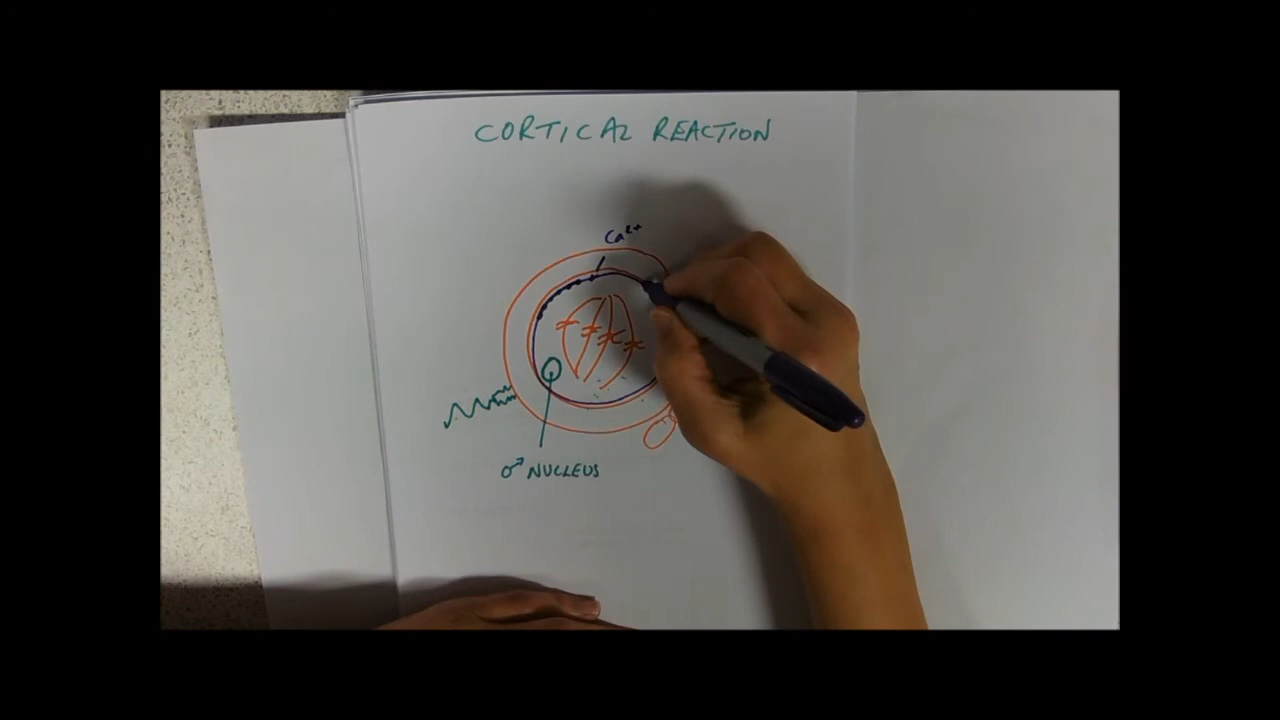 CORTICAL REACTION
Ca²⁺
♂ NUCLEUS